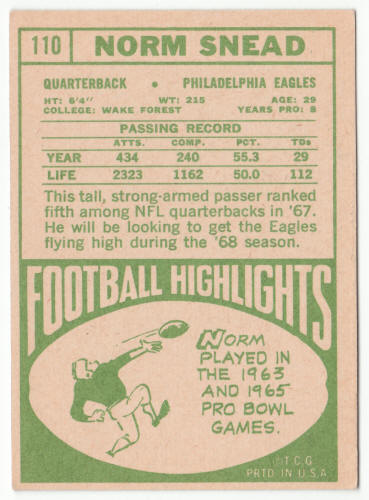 110 NORM SNEAD
QUARTERBACK • PHILADELPHIA EAGLES
HT: 6'4" WT: 215 AGE: 29
COLLEGE: WAKE FOREST YEARS PRO: 8
PASSING RECORD
ATTS. COMP. PCT. TDs
YEAR 434 240 55.3 29
LIFE 2323 1162 50.0 112
This tall, strong-armed passer ranked
fifth among NFL quarterbacks in '67.
He will be looking to get the Eagles
flying high during the '68 season.
FOOTBALL HIGHLIGHTS
NORM
PLAYED IN
THE 1963
AND 1965
PRO BOWL
GAMES.
©T.C.G.
PRTD IN U.S.A.